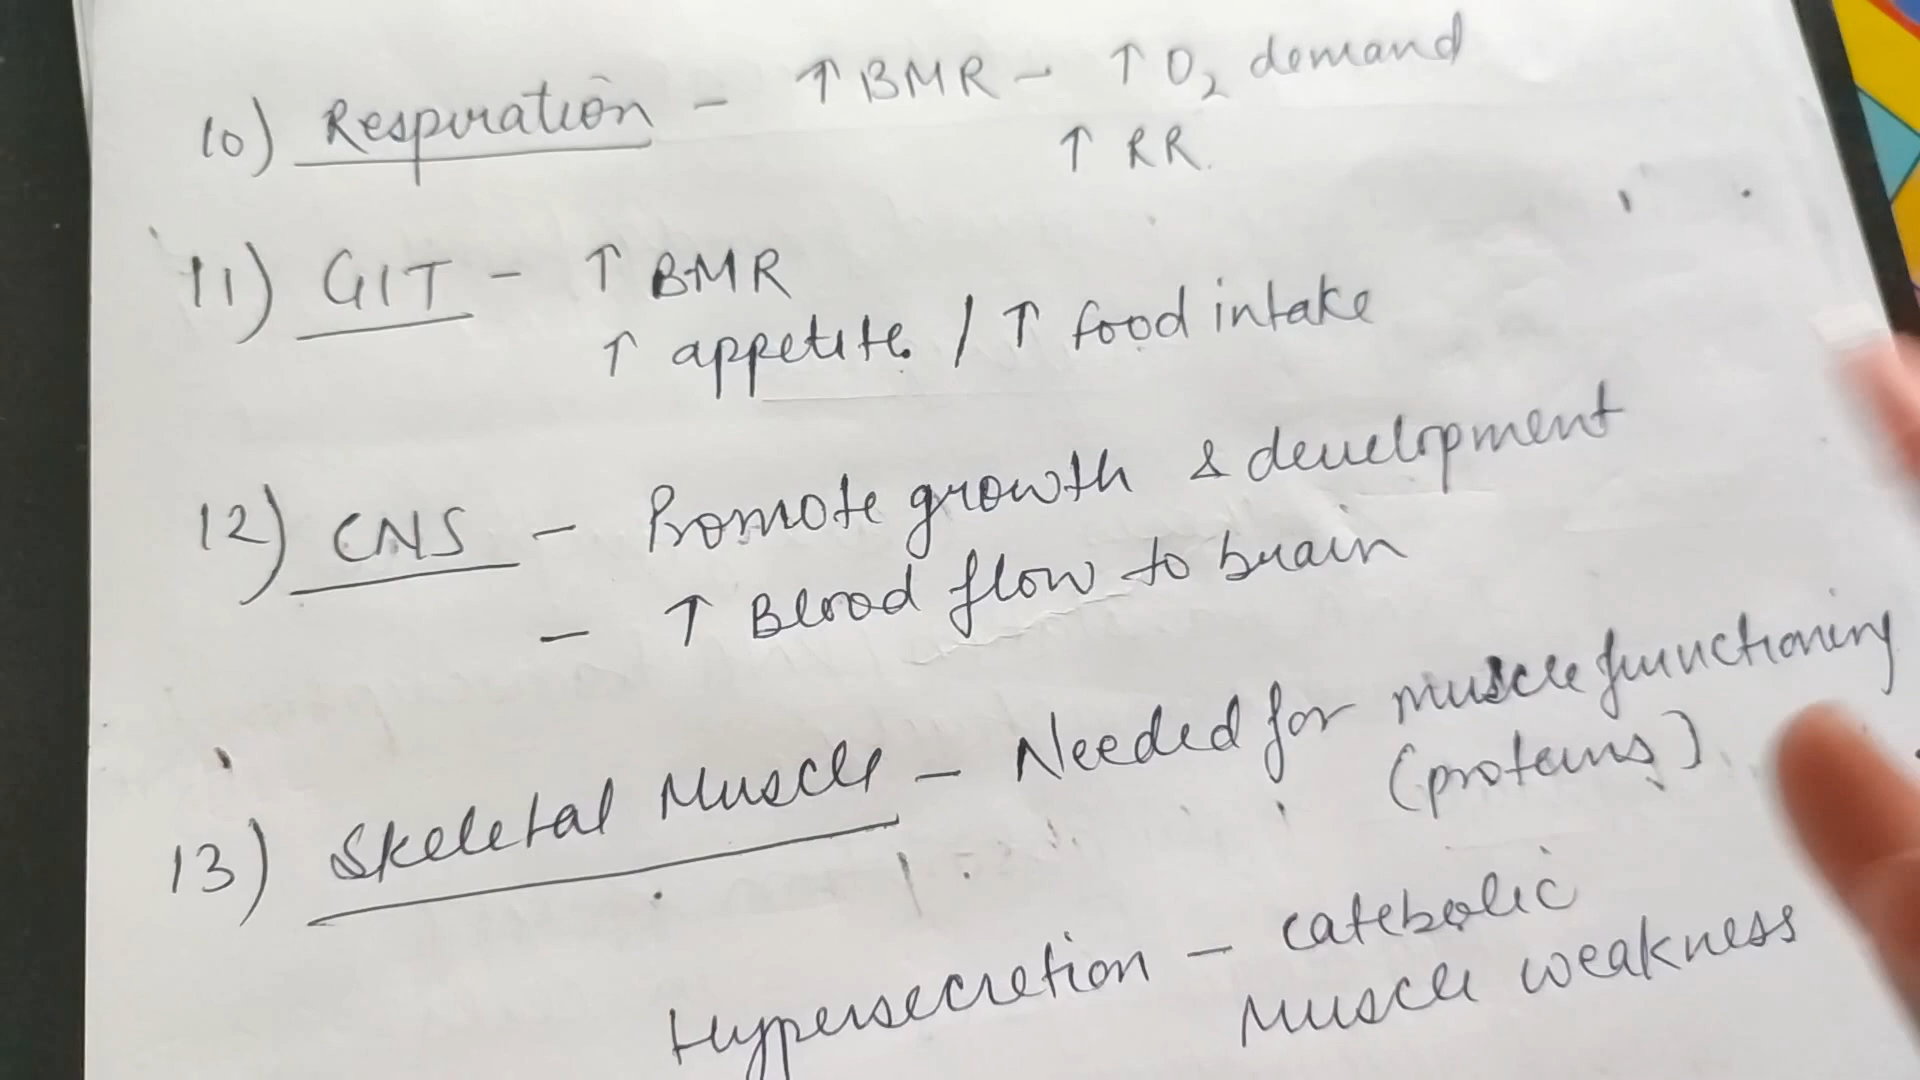 10) Respiration - ↑ BMR - ↑ O₂ demand
↑ RR.
11) GIT - ↑ BMR
↑ appetite. / ↑ food intake
12) CNS - Promote growth & development
- ↑ Blood flow to brain
13) Skeletal Muscle - Needed for muscle functioning
(proteins)
Hypersecretion - catebolic
Muscle weakness